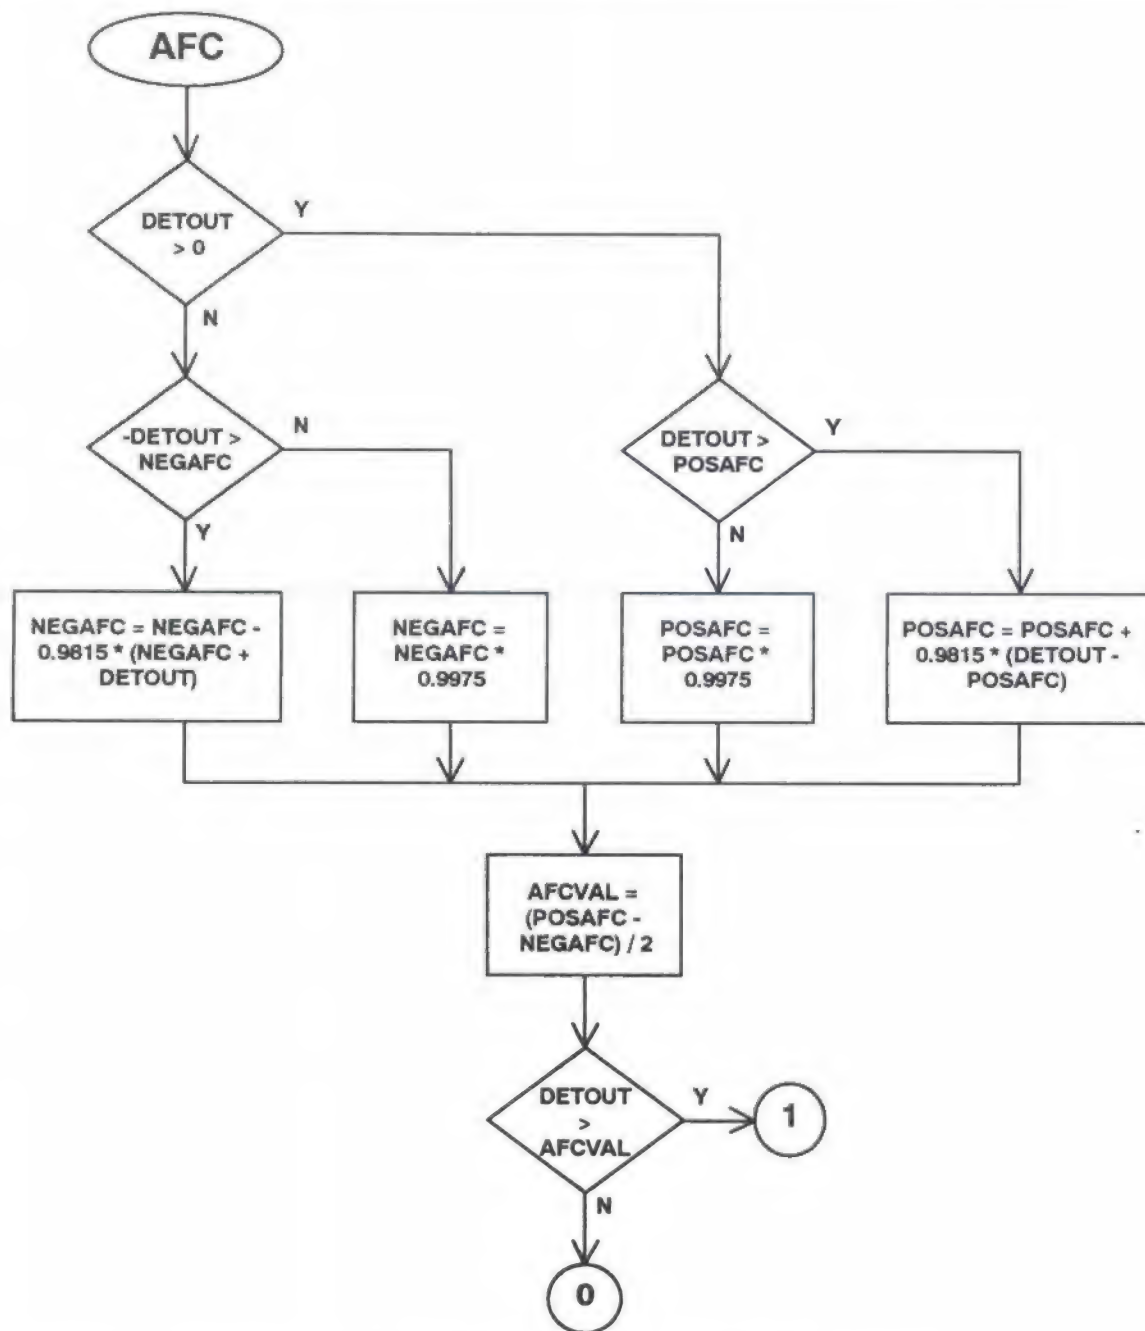 AFC
DETOUT
> 0
Y
N
-DETOUT >
NEGAFC
N
Y
DETOUT >
POSAFC
Y
N
NEGAFC = NEGAFC -
0.9815 * (NEGAFC +
DETOUT)
NEGAFC =
NEGAFC *
0.9975
POSAFC =
POSAFC *
0.9975
POSAFC = POSAFC +
0.9815 * (DETOUT -
POSAFC)
AFCVAL =
(POSAFC -
NEGAFC) / 2
DETOUT
>
AFCVAL
Y
1
N
0